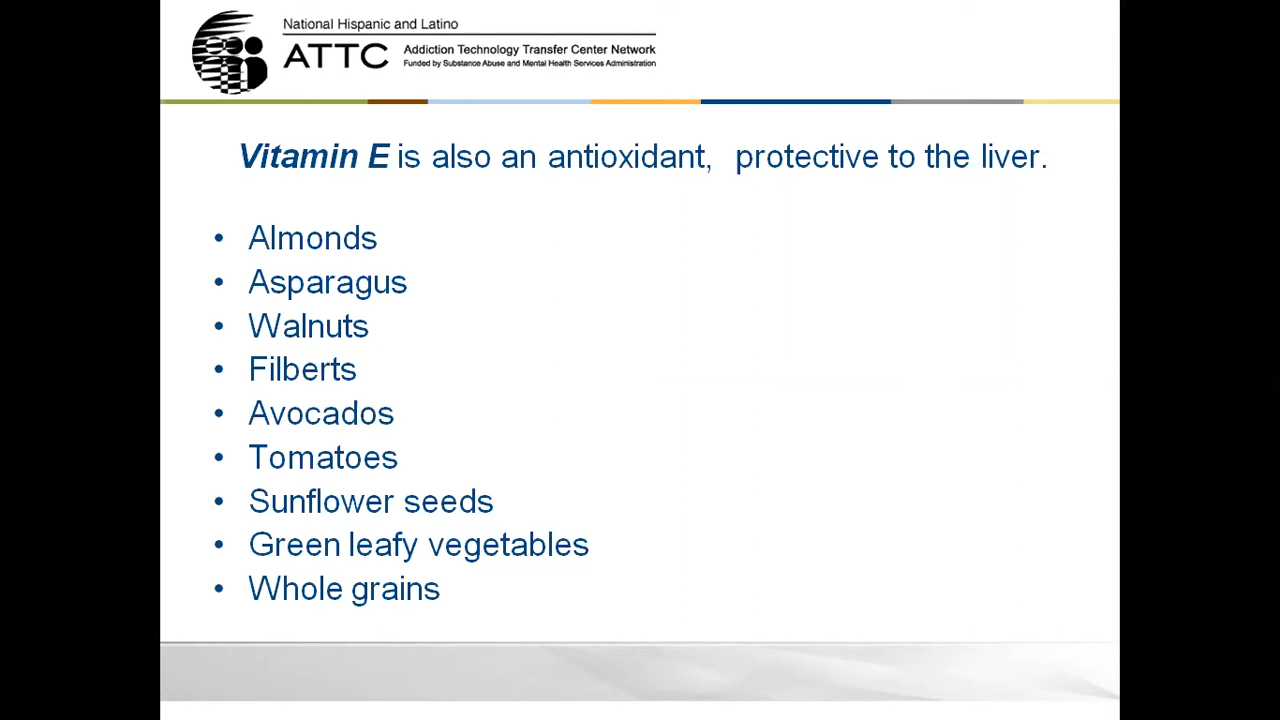 National Hispanic and Latino
ATTC
Addiction Technology Transfer Center Network
Funded by Substance Abuse and Mental Health Services Administration
Vitamin E is also an antioxidant, protective to the liver.
• Almonds
• Asparagus
• Walnuts
• Filberts
• Avocados
• Tomatoes
• Sunflower seeds
• Green leafy vegetables
• Whole grains